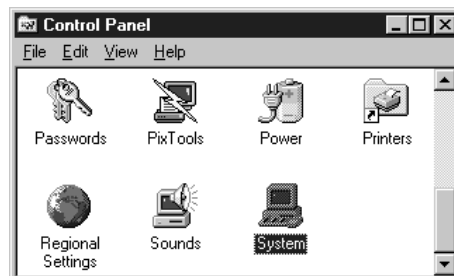 Control Panel
File Edit View Help
Passwords PixTools Power Printers
Regional Settings Sounds System